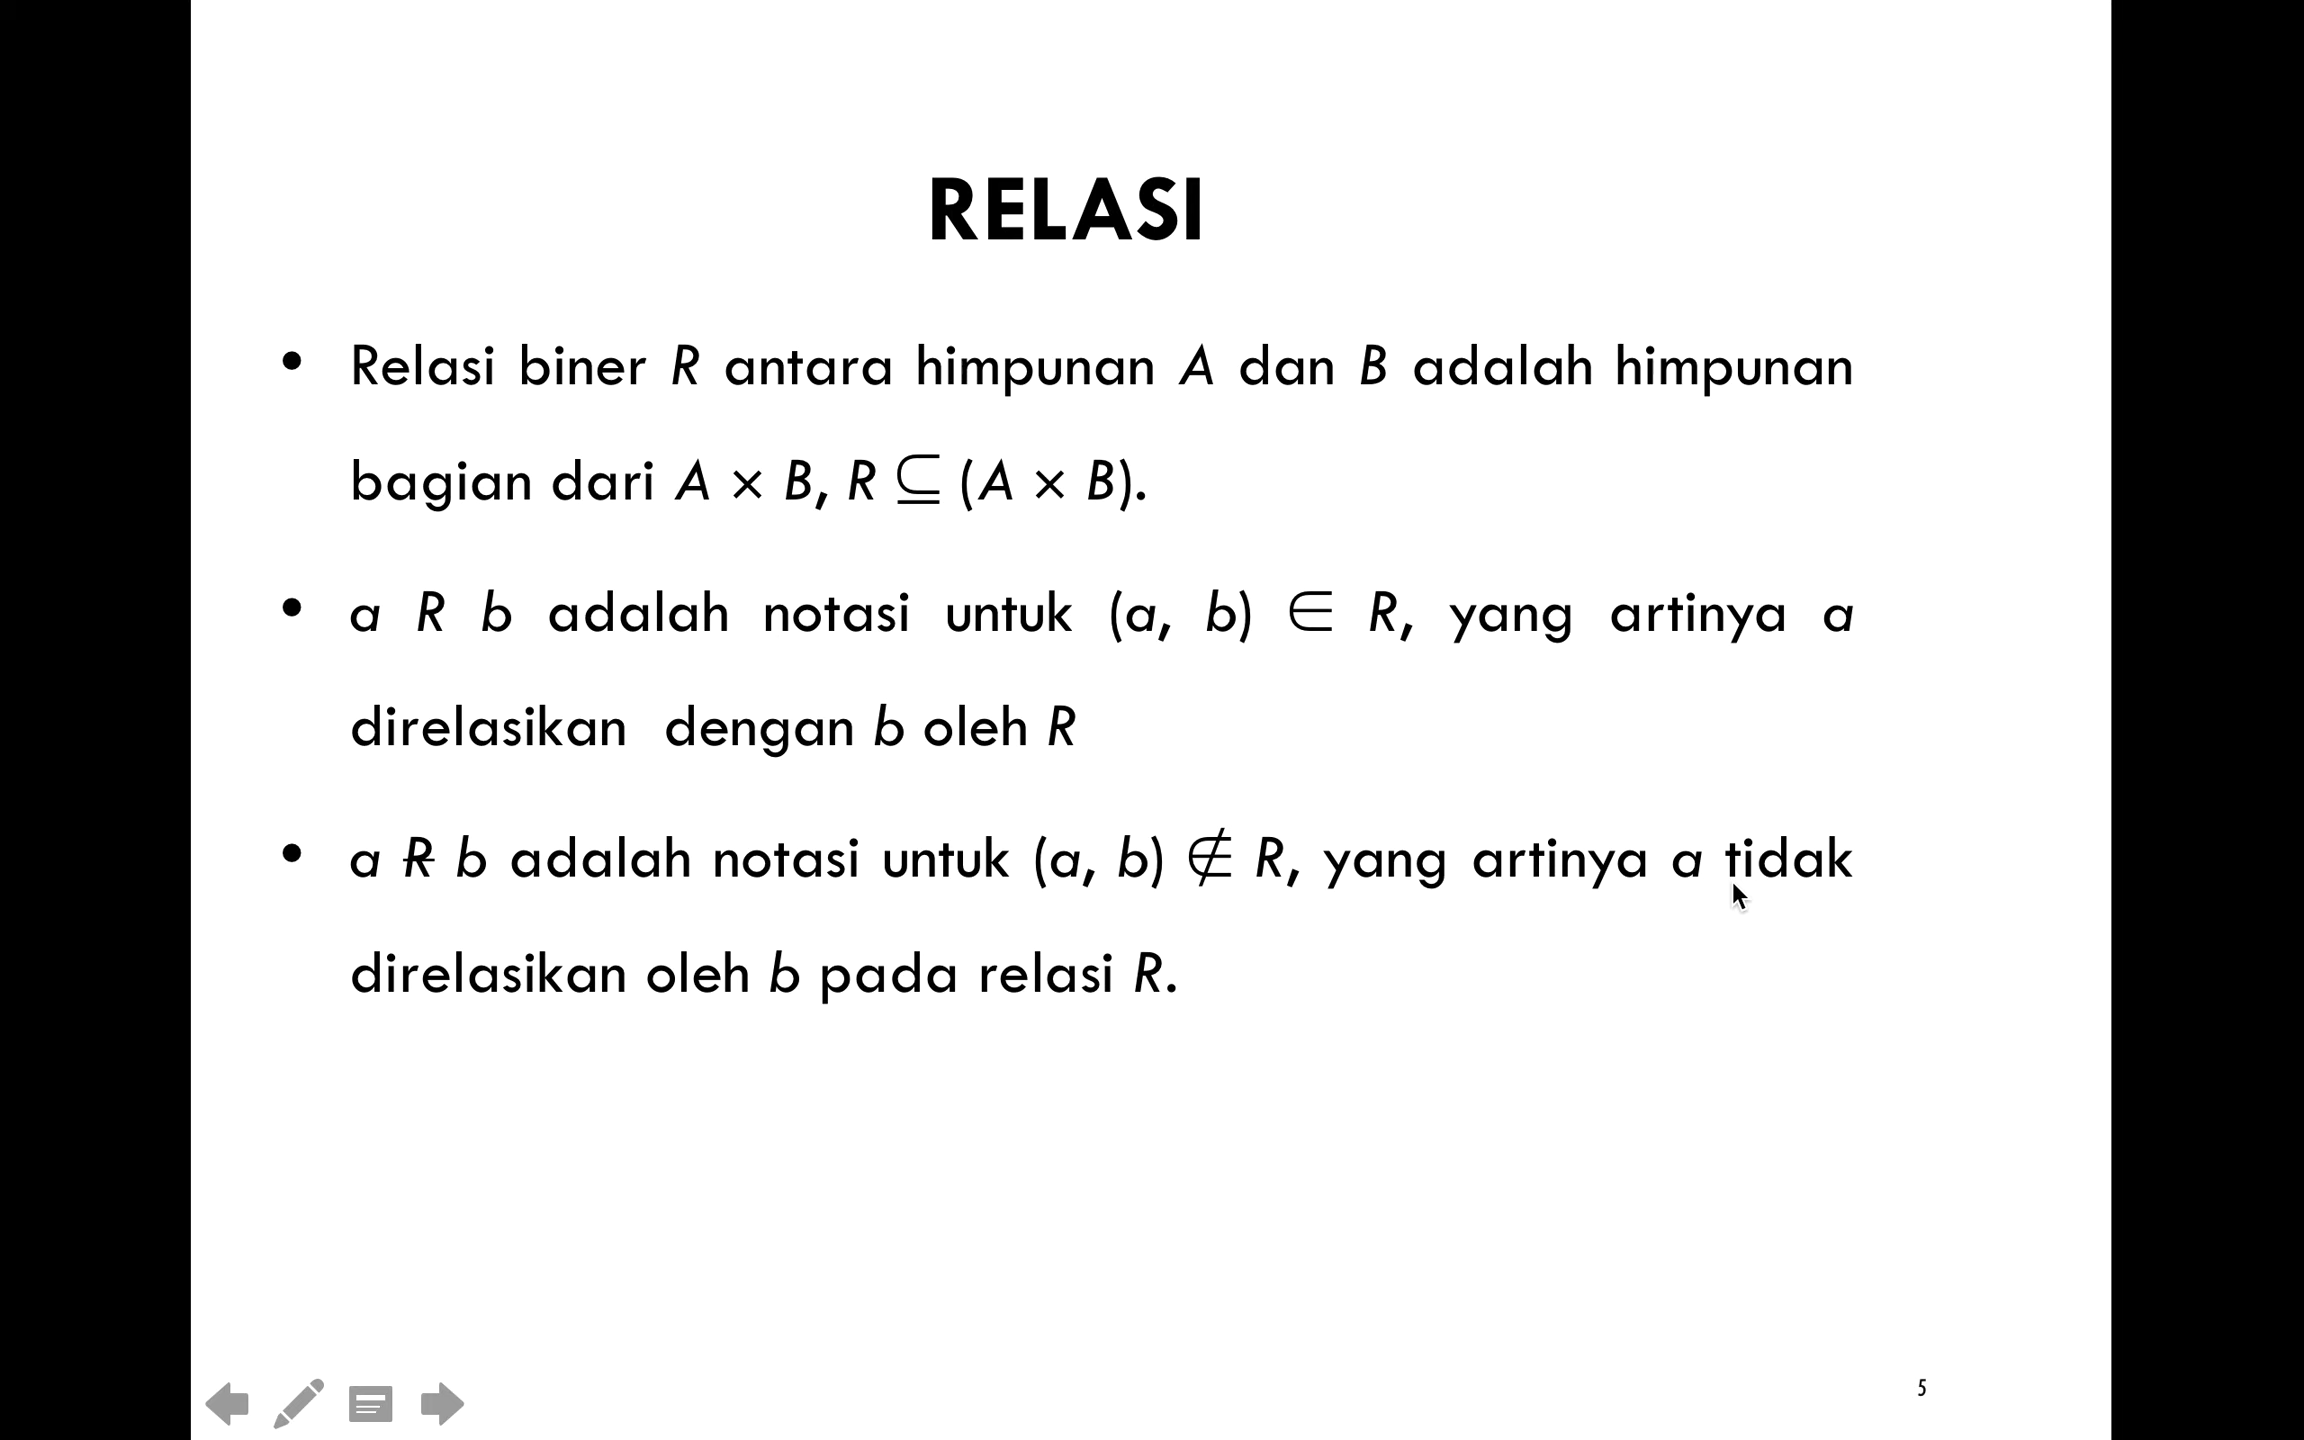 RELASI
• Relasi biner R antara himpunan A dan B adalah himpunan
bagian dari A × B, R ⊆ (A × B).
• a R b adalah notasi untuk (a, b) ∈ R, yang artinya a
direlasikan  dengan b oleh R
• a R̶ b adalah notasi untuk (a, b) ∉ R, yang artinya a tidak
direlasikan oleh b pada relasi R.
5